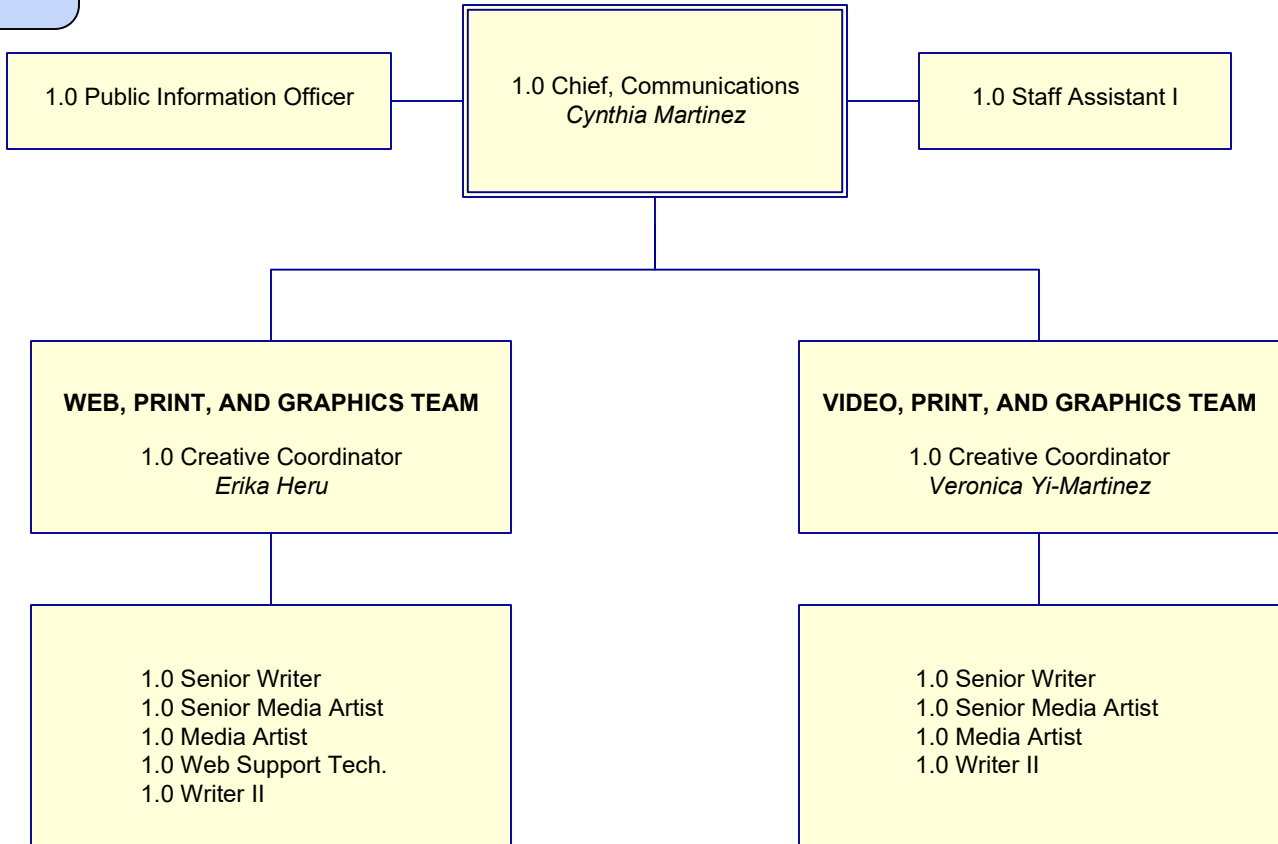 1.0 Public Information Officer
1.0 Chief, Communications
Cynthia Martinez
1.0 Staff Assistant I
WEB, PRINT, AND GRAPHICS TEAM
1.0 Creative Coordinator
Erika Heru
VIDEO, PRINT, AND GRAPHICS TEAM
1.0 Creative Coordinator
Veronica Yi-Martinez
1.0 Senior Writer
1.0 Senior Media Artist
1.0 Media Artist
1.0 Web Support Tech.
1.0 Writer II
1.0 Senior Writer
1.0 Senior Media Artist
1.0 Media Artist
1.0 Writer II